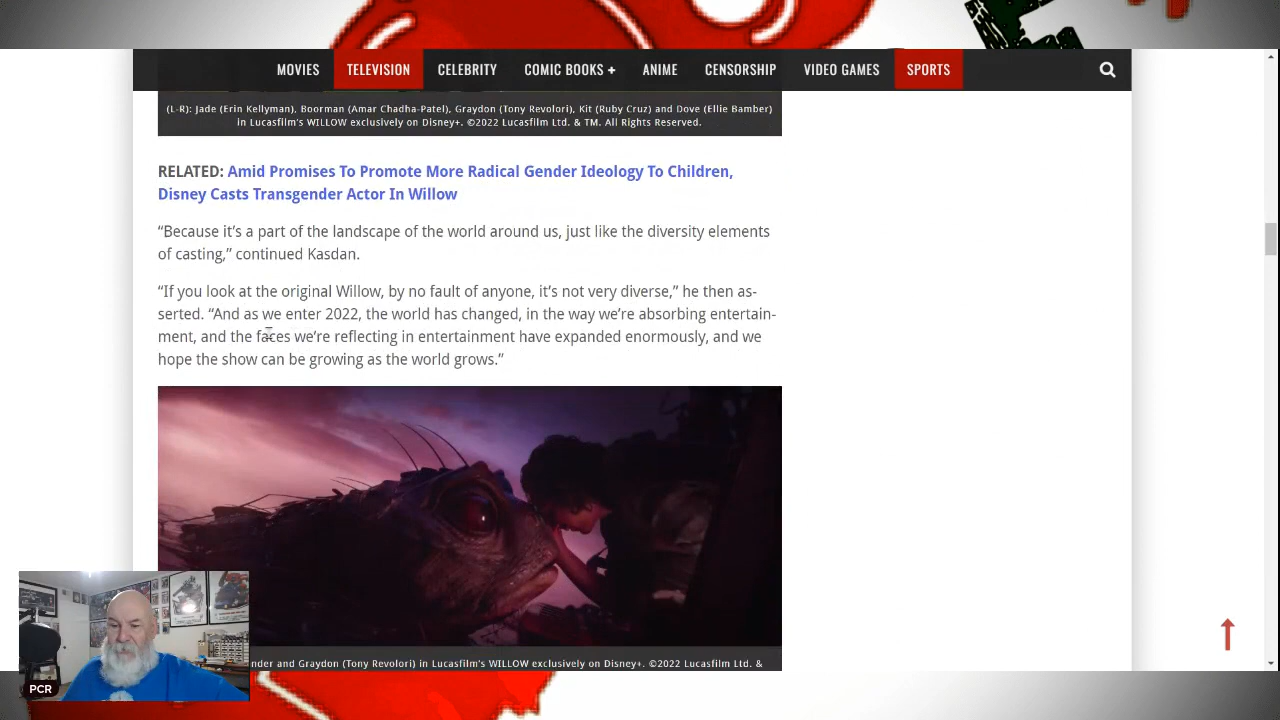 MOVIES TELEVISION CELEBRITY COMIC BOOKS + ANIME CENSORSHIP VIDEO GAMES SPORTS
(L-R): Jade (Erin Kellyman), Boorman (Amar Chadha-Patel), Graydon (Tony Revolori), Kit (Ruby Cruz) and Dove (Ellie Bamber)
in Lucasfilm's WILLOW exclusively on Disney+. ©2022 Lucasfilm Ltd. & TM. All Rights Reserved.
RELATED: Amid Promises To Promote More Radical Gender Ideology To Children,
Disney Casts Transgender Actor In Willow
“Because it’s a part of the landscape of the world around us, just like the diversity elements
of casting,” continued Kasdan.
“If you look at the original Willow, by no fault of anyone, it’s not very diverse,” he then as-
serted. “And as we enter 2022, the world has changed, in the way we’re absorbing entertain-
ment, and the faces we’re reflecting in entertainment have expanded enormously, and we
hope the show can be growing as the world grows.”
nder and Graydon (Tony Revolori) in Lucasfilm's WILLOW exclusively on Disney+. ©2022 Lucasfilm Ltd. &
PCR